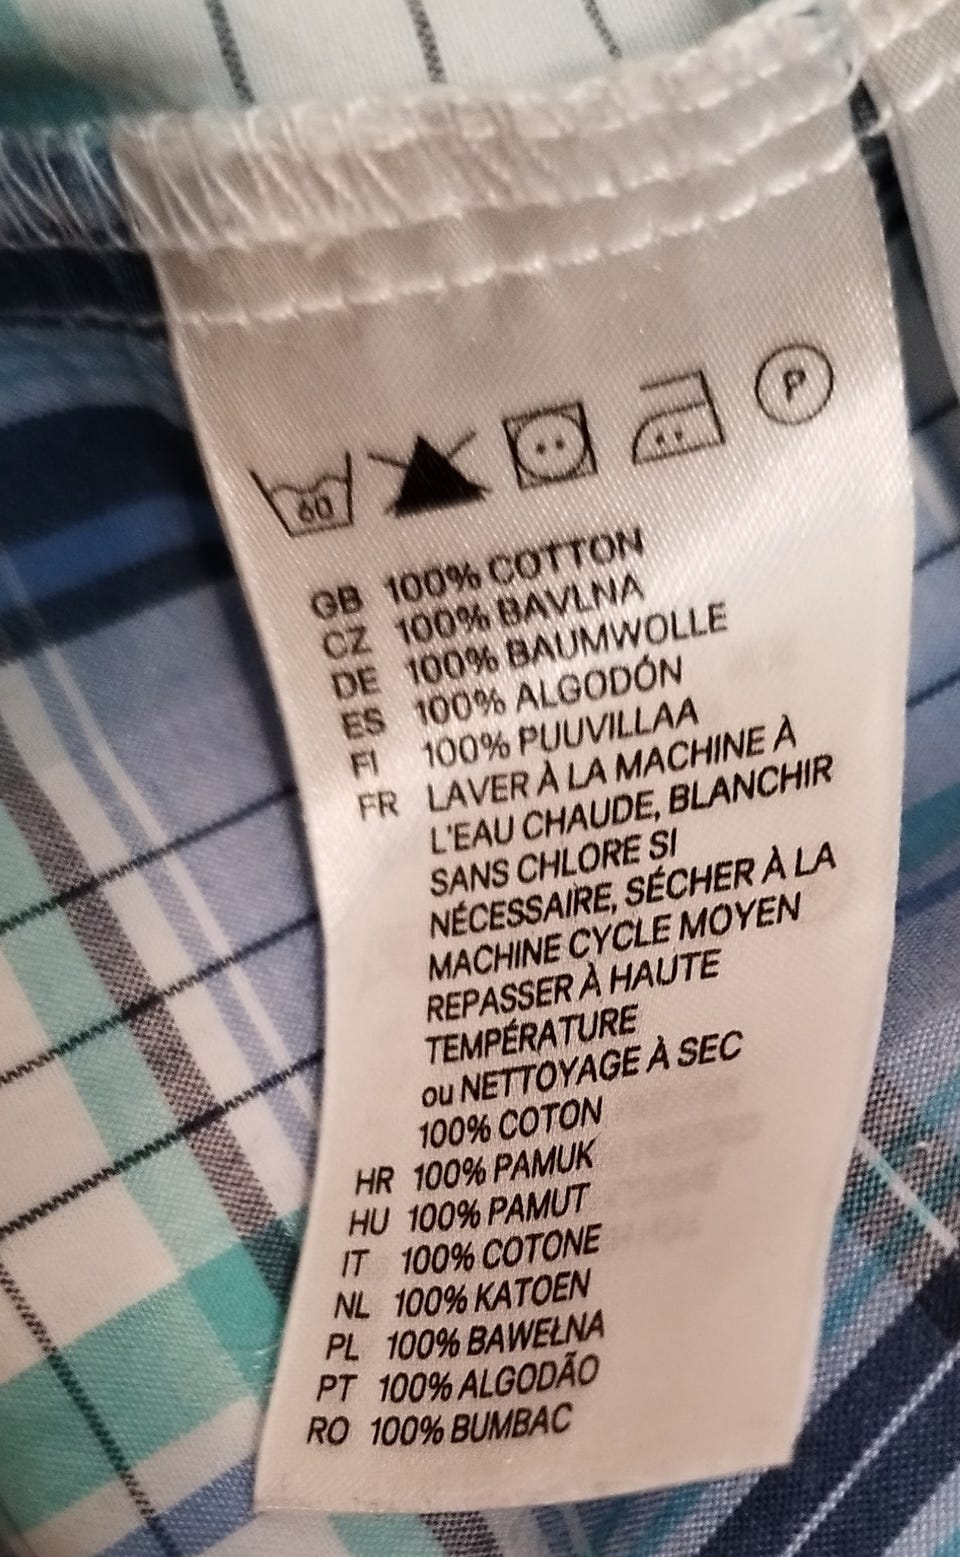 60 P
GB 100% COTTON
CZ 100% BAVLNA
DE 100% BAUMWOLLE
ES 100% ALGODÓN
FI 100% PUUVILLAA
FR LAVER À LA MACHINE À
L'EAU CHAUDE, BLANCHIR
SANS CHLORE SI
NÉCESSAIRE, SÉCHER À LA
MACHINE CYCLE MOYEN
REPASSER À HAUTE
TEMPÉRATURE
ou NETTOYAGE À SEC
100% COTON
HR 100% PAMUK
HU 100% PAMUT
IT 100% COTONE
NL 100% KATOEN
PL 100% BAWEŁNA
PT 100% ALGODÃO
RO 100% BUMBAC